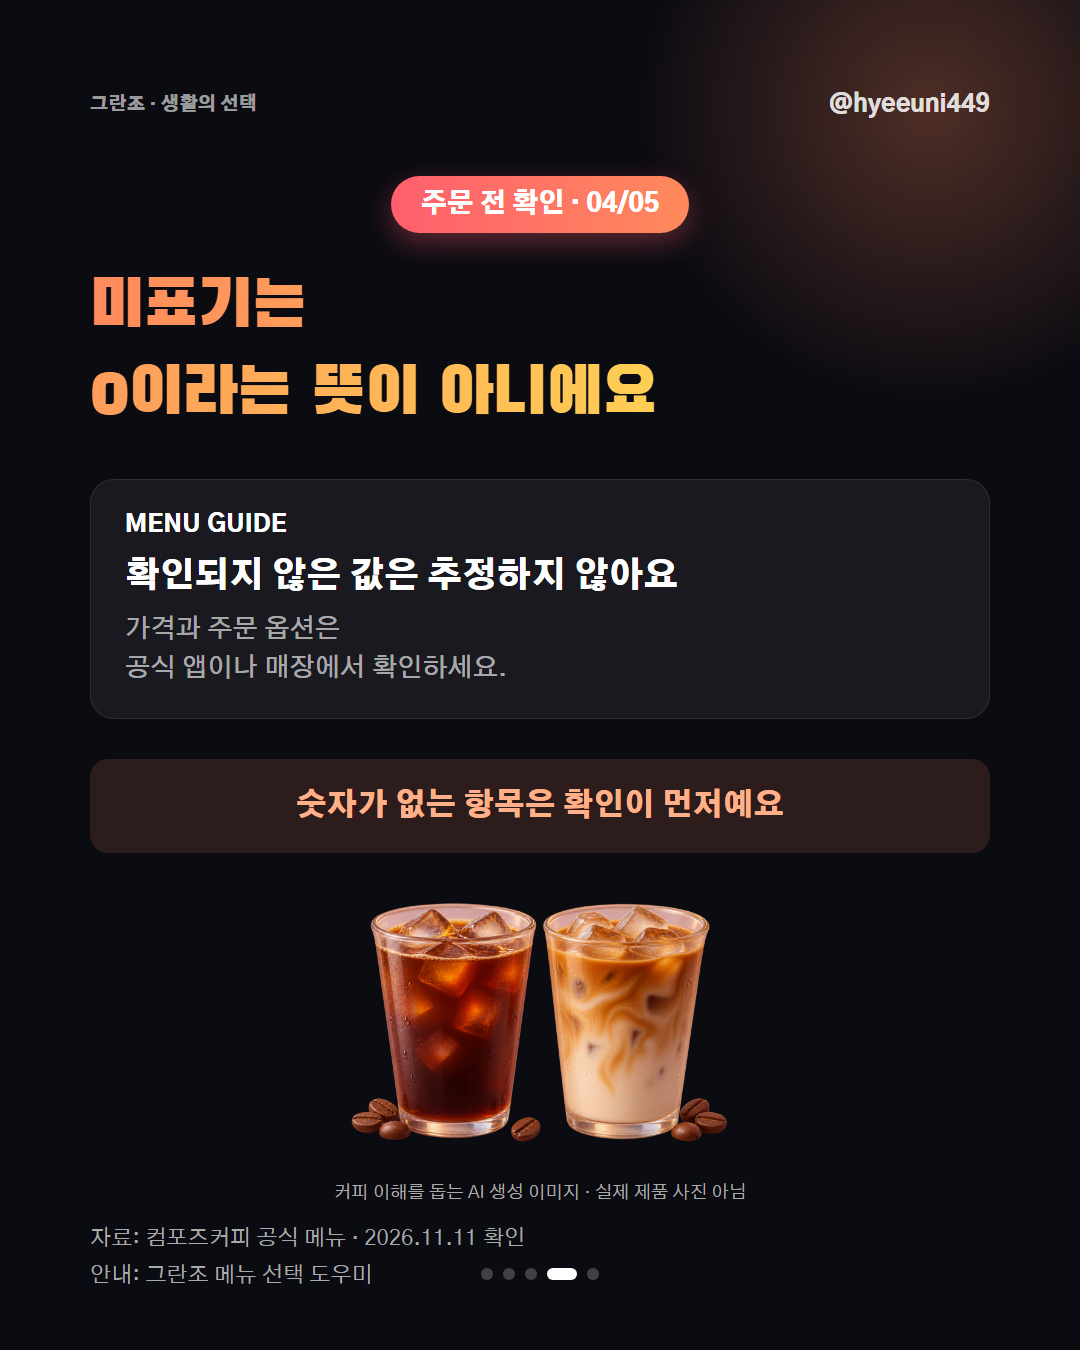 그란조 · 생활의 선택
@hyeeuni449
주문 전 확인 · 04/05
미표기는
0이라는 뜻이 아니에요
MENU GUIDE
확인되지 않은 값은 추정하지 않아요
가격과 주문 옵션은
공식 앱이나 매장에서 확인하세요.
숫자가 없는 항목은 확인이 먼저예요
커피 이해를 돕는 AI 생성 이미지 · 실제 제품 사진 아님
자료: 컴포즈커피 공식 메뉴 · 2026.11.11 확인
안내: 그란조 메뉴 선택 도우미